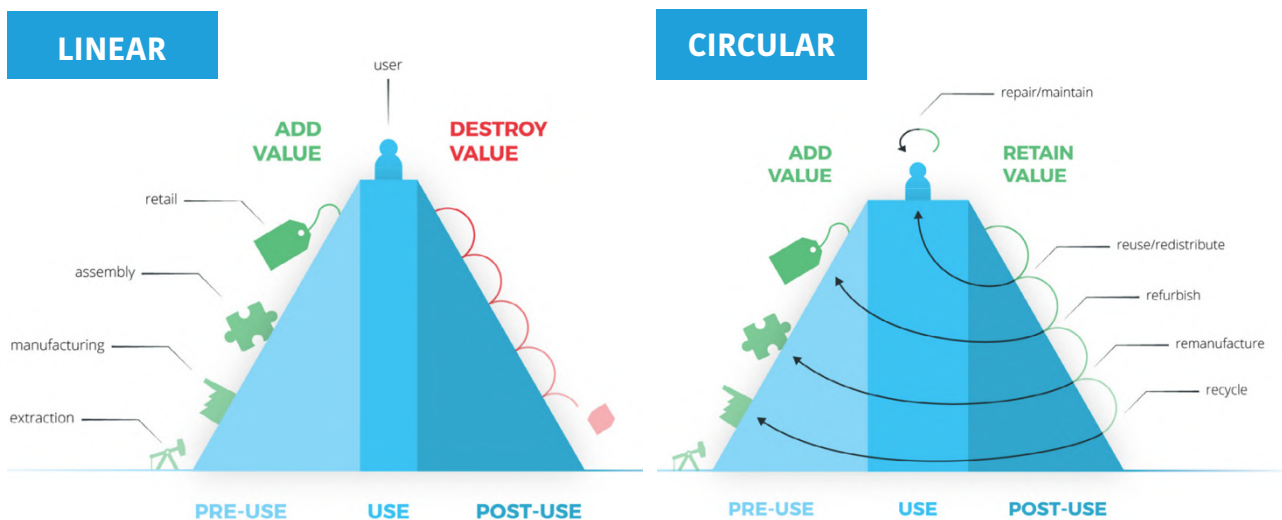 LINEAR
user
ADD
VALUE
DESTROY
VALUE
retail
assembly
manufacturing
extraction
PRE-USE
USE
POST-USE
CIRCULAR
repair/maintain
ADD
VALUE
RETAIN
VALUE
reuse/redistribute
refurbish
remanufacture
recycle
PRE-USE
USE
POST-USE